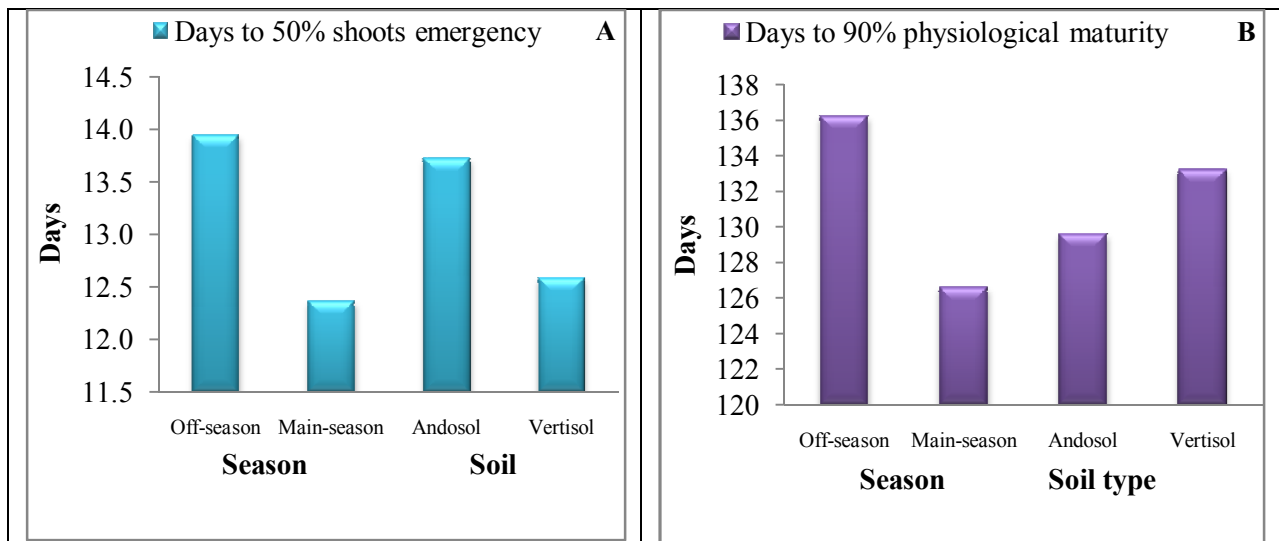 Days to 50% shoots emergency
A
14.5
14.0
13.5
13.0
12.5
12.0
11.5
Days
Off-season Main-season Andosol Vertisol
Season Soil
Days to 90% physiological maturity
B
138
136
134
132
130
128
126
124
122
120
Days
Off-season Main-season Andosol Vertisol
Season Soil type